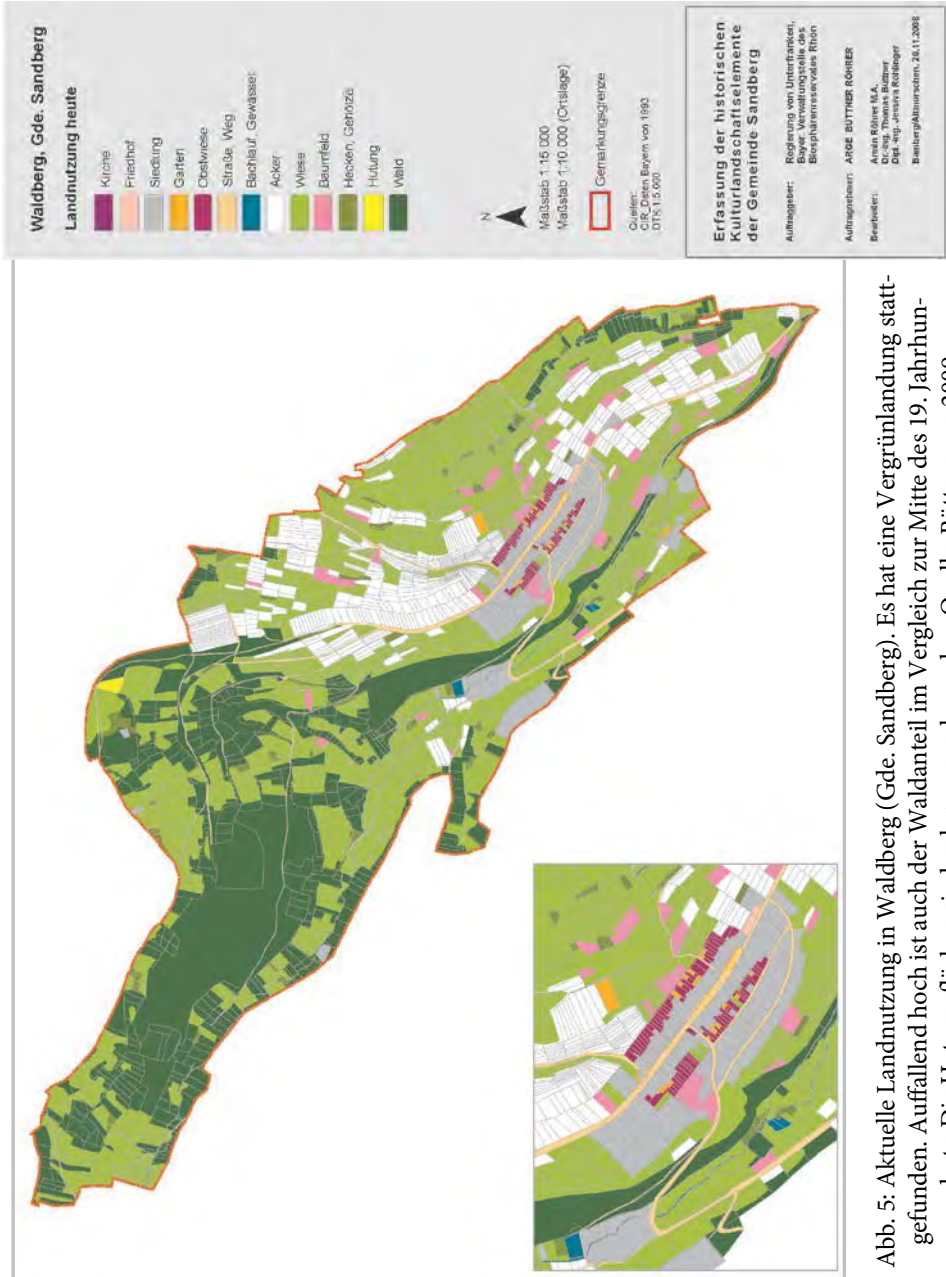 Waldberg, Gde. Sandberg
Landnutzung heute
Kirche
Friedhof
Siedlung
Garten
Obstwiese
Straße, Weg
Bachlauf, Gewässer
Acker
Wiese
Baumfeld
Hecken, Gehölze
Hutung
Wald
N
Maßstab 1:15 000
Maßstab 1:10 000 (Ortslage)
Gemarkungsgrenze
Quellen:
CIR_Daten Bayern von 1993
DTK 1:5.000
Erfassung der historischen
Kulturlandschaftselemente
der Gemeinde Sandberg
Auftraggeber: Regierung von Unterfranken,
Bayer. Verwaltungstelle des
Biosphärenreservates Rhön
Auftragnehmer: ARGE BÜTTNER RÖHRER
Bearbeiter: Armin Röhrer M.A.
Dr.-Ing. Thomas Büttner
Dipl.-Ing. Jessica
Bamberg/Altmorschen, 20.11.2008
Abb. 5: Aktuelle Landnutzung in Waldberg (Gde. Sandberg). Es hat eine Vergrünlandung statt-
gefunden. Auffallend hoch ist auch der Waldanteil im Vergleich zur Mitte des 19. Jahrhun-